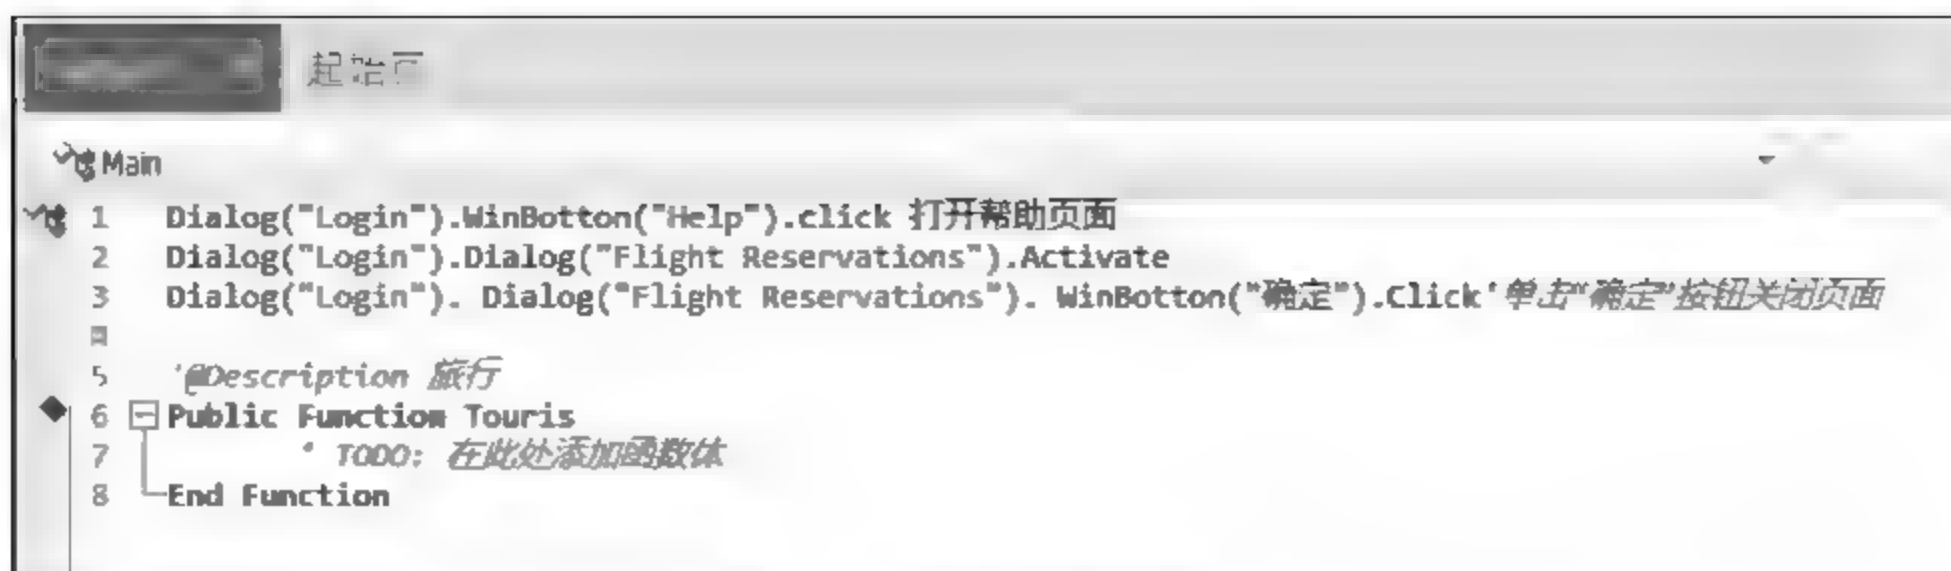 起始页
Main
1 Dialog("Login").WinBotton("Help").click 打开帮助页面
2 Dialog("Login").Dialog("Flight Reservations").Activate
3 Dialog("Login"). Dialog("Flight Reservations"). WinBotton("确定").Click'单击“确定”按钮关闭页面
5 '@Description 旅行
6 Public Function Touris
7 ' TODO: 在此处添加函数体
8 End Function